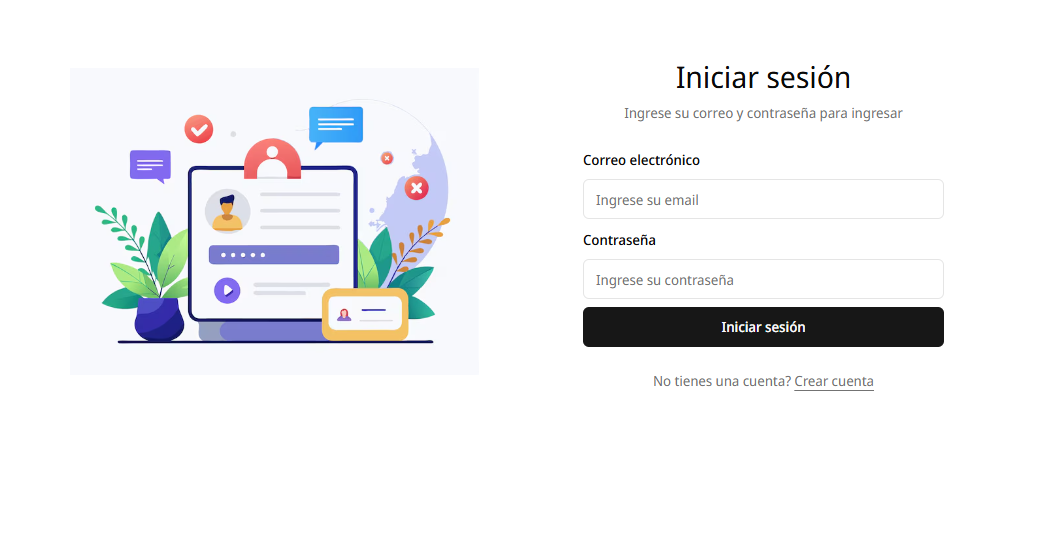 Iniciar sesión
Ingrese su correo y contraseña para ingresar
Correo electrónico
Ingrese su email
Contraseña
Ingrese su contraseña
Iniciar sesión
No tienes una cuenta? Crear cuenta